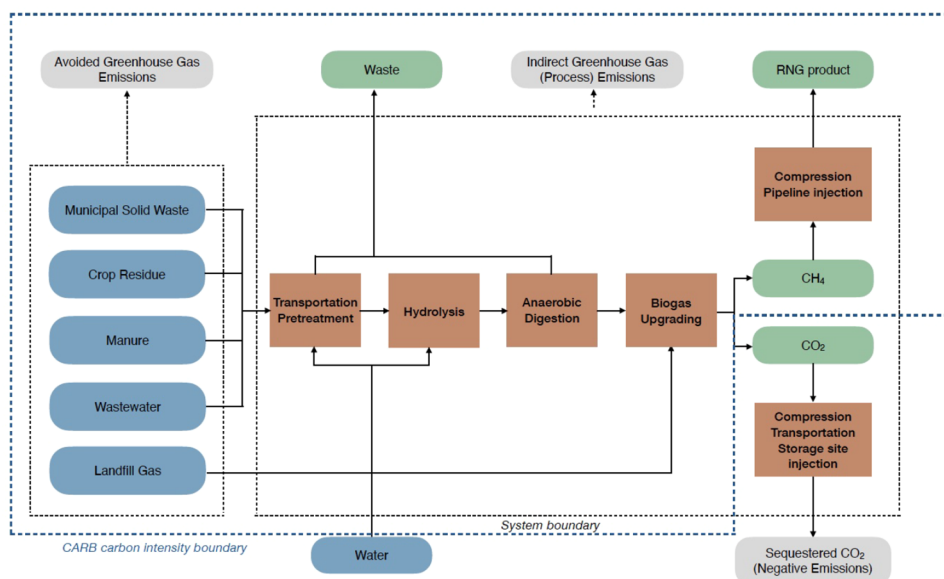 Avoided Greenhouse Gas
Emissions
Waste
Indirect Greenhouse Gas
(Process) Emissions
RNG product
Municipal Solid Waste
Crop Residue
Manure
Wastewater
Landfill Gas
Transportation
Pretreatment
Hydrolysis
Anaerobic
Digestion
Biogas
Upgrading
Compression
Pipeline injection
CH₄
CO₂
Compression
Transportation
Storage site
injection
System boundary
CARB carbon intensity boundary
Water
Sequestered CO₂
(Negative Emissions)